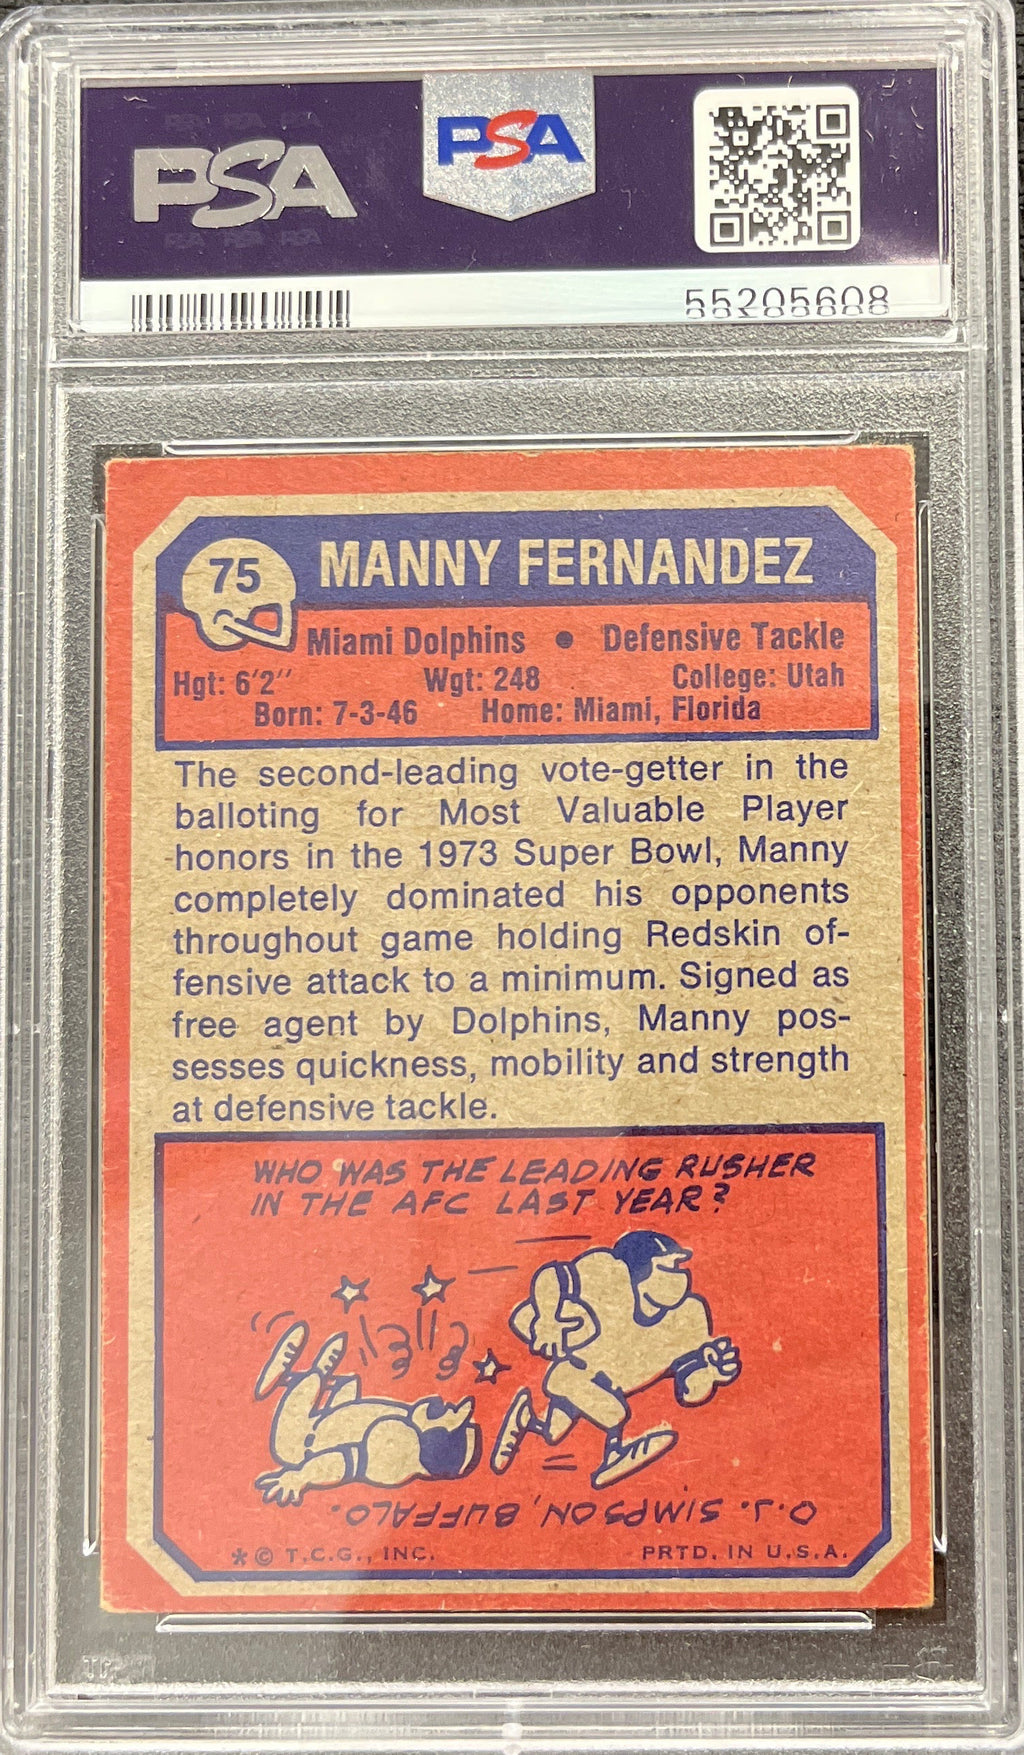 PSA
PSA
55205608
75
MANNY FERNANDEZ
Miami Dolphins • Defensive Tackle
Hgt: 6'2" Wgt: 248 College: Utah
Born: 7-3-46 Home: Miami, Florida
The second-leading vote-getter in the
balloting for Most Valuable Player
honors in the 1973 Super Bowl, Manny
completely dominated his opponents
throughout game holding Redskin of-
fensive attack to a minimum. Signed as
free agent by Dolphins, Manny pos-
sesses quickness, mobility and strength
at defensive tackle.
WHO WAS THE LEADING RUSHER
IN THE AFC LAST YEAR?
O.J. SIMPSON, BUFFALO.
* © T.C.G., INC. PRTD. IN U.S.A.